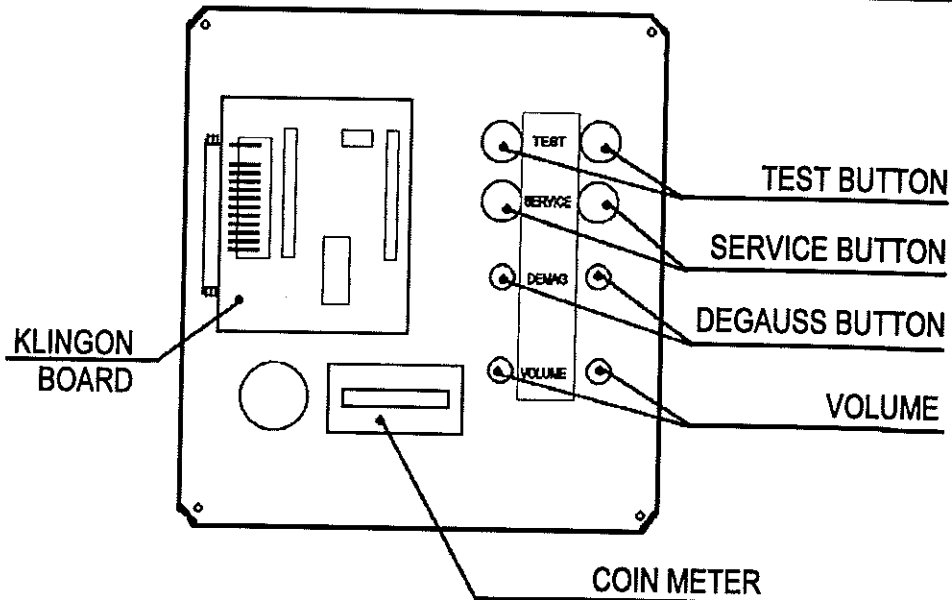 TEST
SERVICE
DEMAG
VOLUME
TEST BUTTON
SERVICE BUTTON
DEGAUSS BUTTON
VOLUME
KLINGON
BOARD
COIN METER